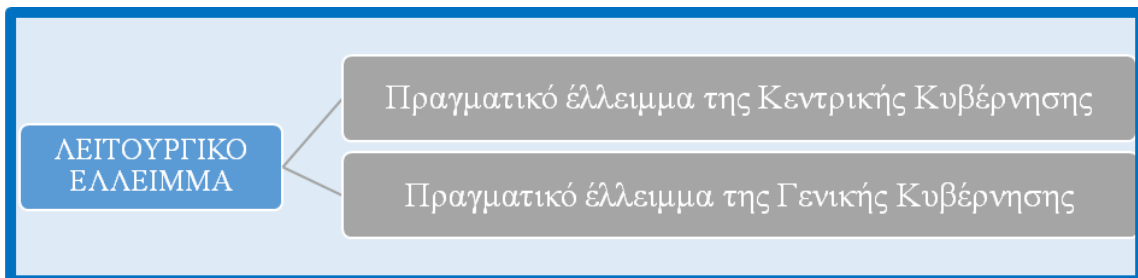 Πραγματικό έλλειμμα της Κεντρικής Κυβέρνησης
ΛΕΙΤΟΥΡΓΙΚΟ
ΕΛΛΕΙΜΜΑ
Πραγματικό έλλειμμα της Γενικής Κυβέρνησης